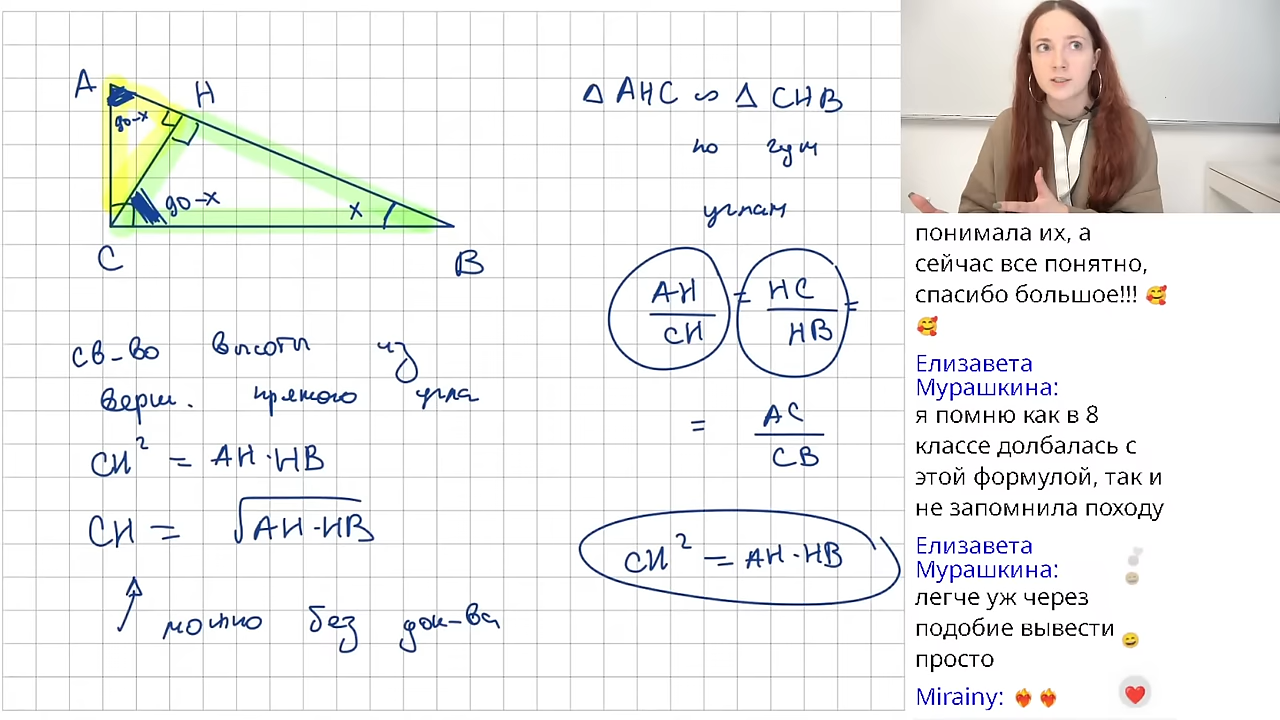 A
H
90-x
90-x
x
C
B
св-во высоты из
верш. прямого угла
CH² = AH·HB
CH = √AH·HB
можно без док-ва
△ AHC ∽ △ CHB
по двум
углам
AH/CH = HC/HB =
= AC/CB
CH² = AH·HB
понимала их, а
сейчас все понятно,
спасибо большое!!! 🥰
🥰
Елизавета
Мурашкина:
я помню как в 8
классе долбалась с
этой формулой, так и
не запомнила походу
Елизавета
Мурашкина:
легче уж через
подобие вывести
просто
Mirainy: ❤️‍🔥❤️‍🔥